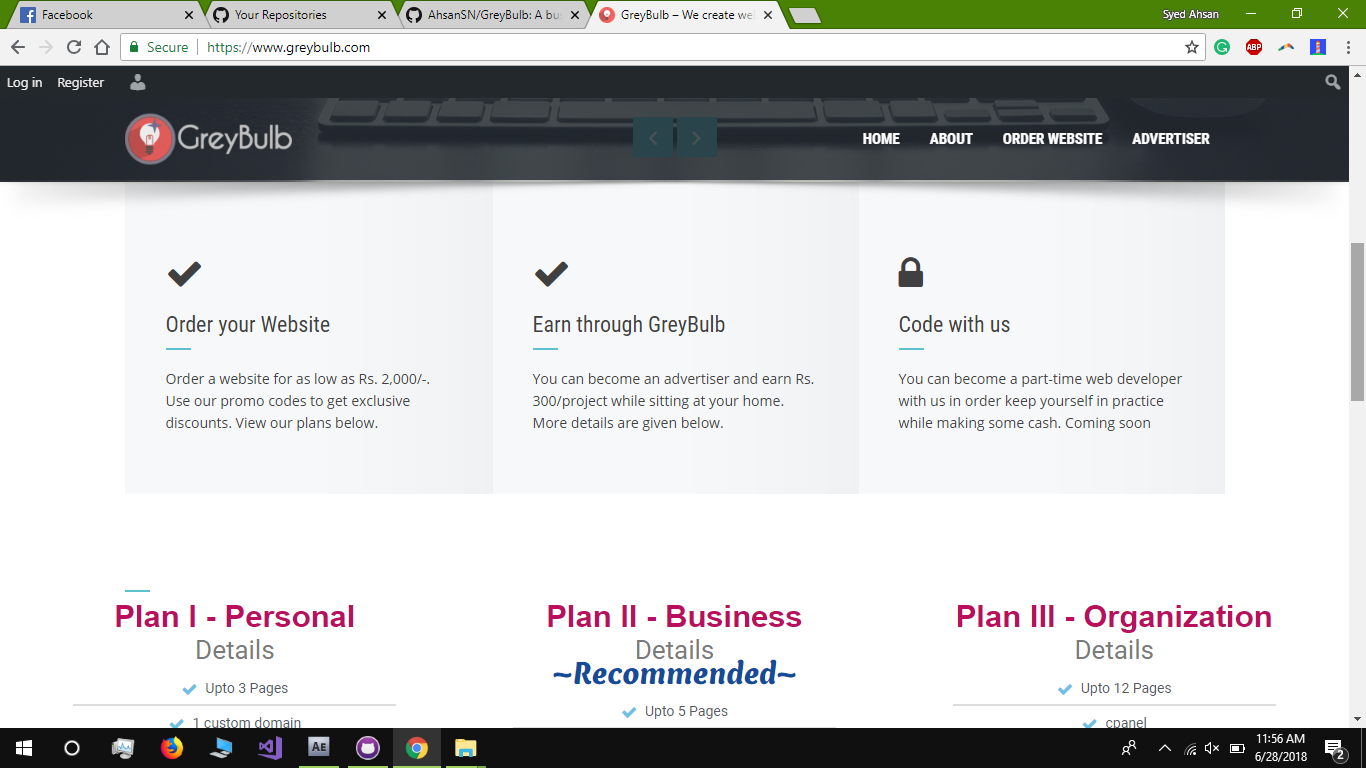 Facebook
Your Repositories
AhsanSN/GreyBulb: A bu
GreyBulb – We create we
Syed Ahsan
Secure
https://www.greybulb.com
ABP
Log in
Register
GreyBulb
HOME
ABOUT
ORDER WEBSITE
ADVERTISER
Order your Website
Order a website for as low as Rs. 2,000/-.
Use our promo codes to get exclusive
discounts. View our plans below.
Earn through GreyBulb
You can become an advertiser and earn Rs.
300/project while sitting at your home.
More details are given below.
Code with us
You can become a part-time web developer
with us in order keep yourself in practice
while making some cash. Coming soon
Plan I - Personal
Details
Upto 3 Pages
1 custom domain
Plan II - Business
Details
~Recommended~
Upto 5 Pages
Plan III - Organization
Details
Upto 12 Pages
cpanel
Ae
11:56 AM
6/28/2018
2